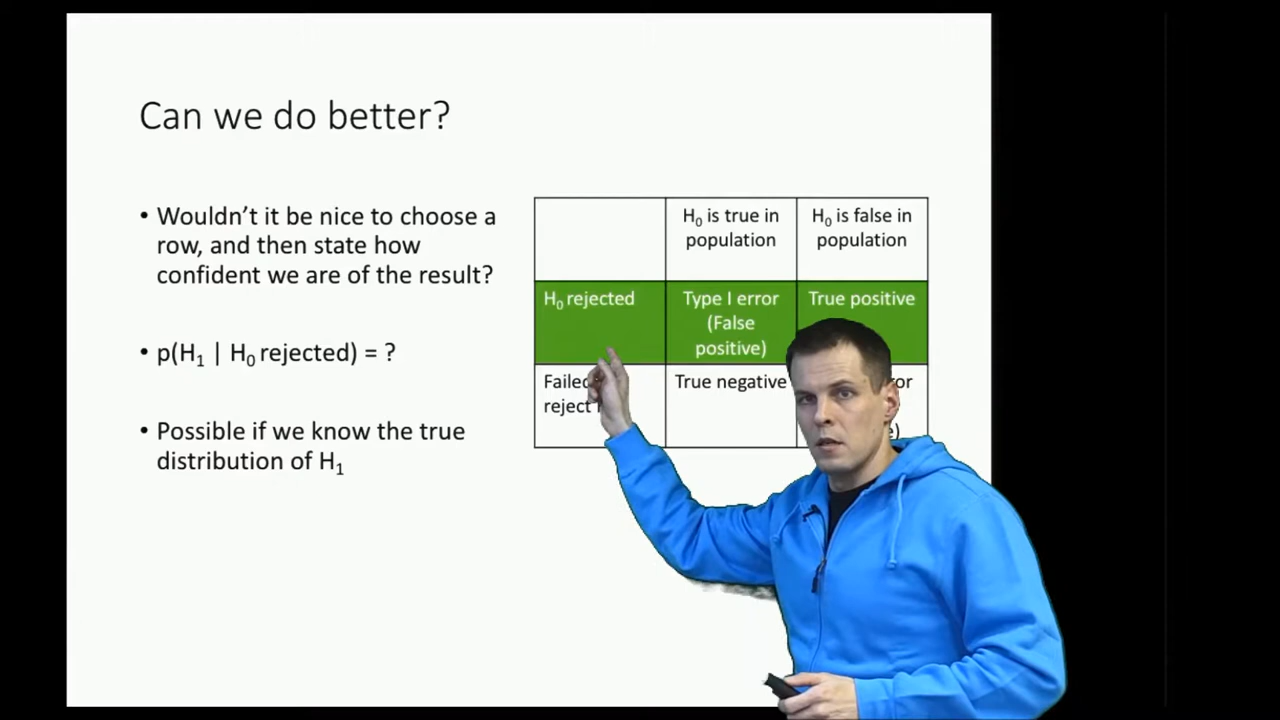 Can we do better?
• Wouldn't it be nice to choose a
row, and then state how
confident we are of the result?
• p(H₁ | H₀ rejected) = ?
• Possible if we know the true
distribution of H₁
H₀ is true in
population
H₀ is false in
population
H₀ rejected
Type I error
(False
positive)
True positive
Failed
reject
True negative